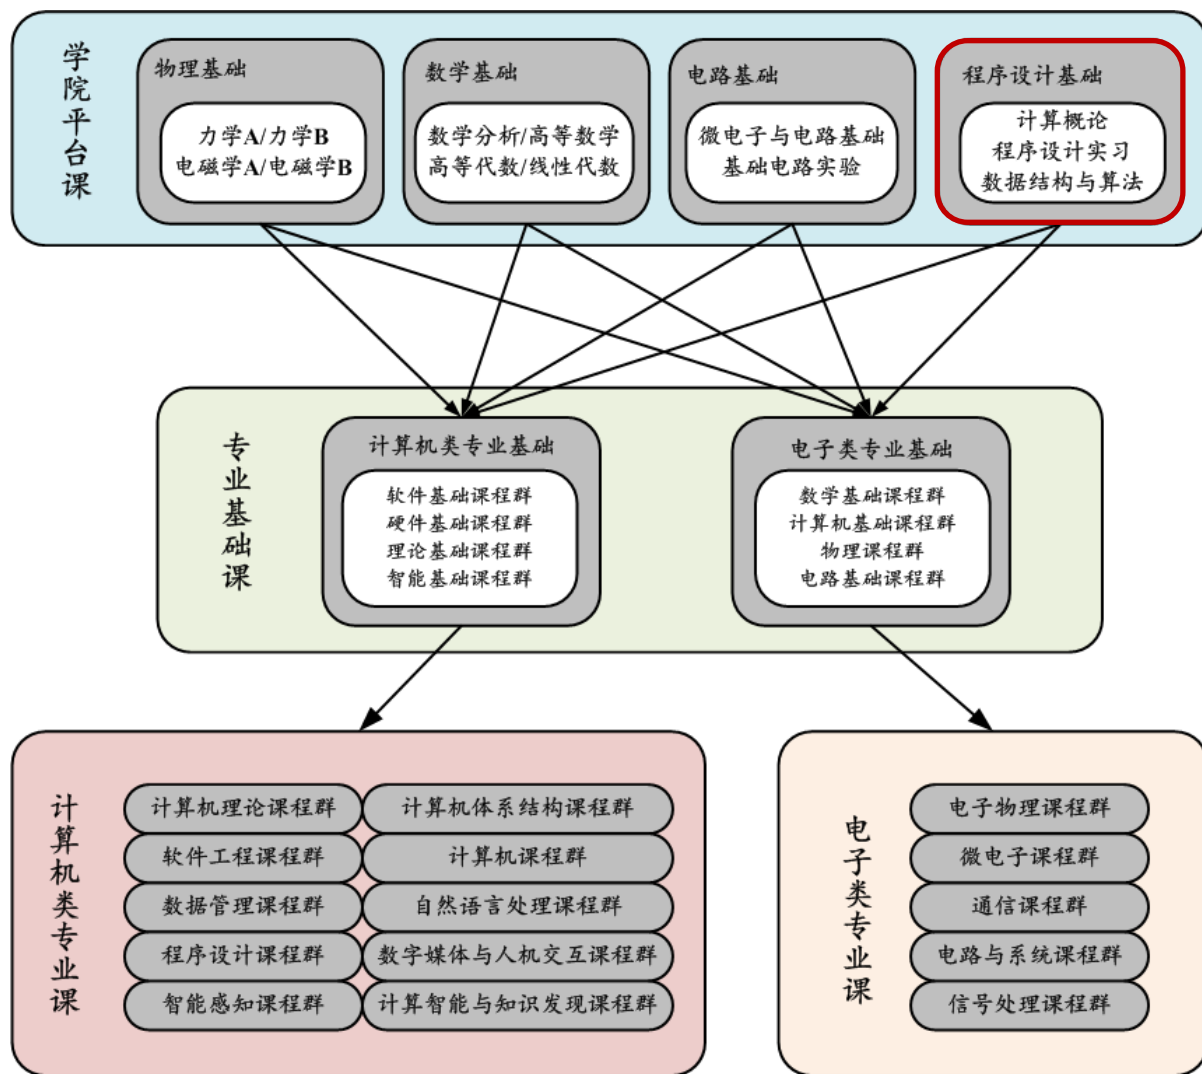 学院平台课
物理基础
力学A/力学B
电磁学A/电磁学B
数学基础
数学分析/高等数学
高等代数/线性代数
电路基础
微电子与电路基础
基础电路实验
程序设计基础
计算概论
程序设计实习
数据结构与算法
专业基础课
计算机类专业基础
软件基础课程群
硬件基础课程群
理论基础课程群
智能基础课程群
电子类专业基础
数学基础课程群
计算机基础课程群
物理课程群
电路基础课程群
计算机类专业课
计算机理论课程群
计算机体系结构课程群
软件工程课程群
计算机课程群
数据管理课程群
自然语言处理课程群
程序设计课程群
数字媒体与人机交互课程群
智能感知课程群
计算智能与知识发现课程群
电子类专业课
电子物理课程群
微电子课程群
通信课程群
电路与系统课程群
信号处理课程群